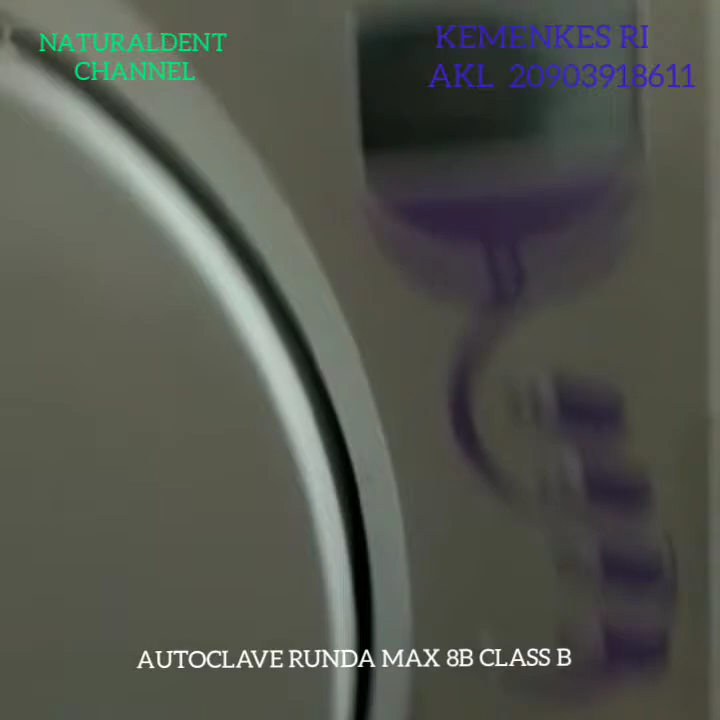 NATURALDENT
CHANNEL
KEMENKES RI
AKL 20903918611
AUTOCLAVE RUNDA MAX 8B CLASS B